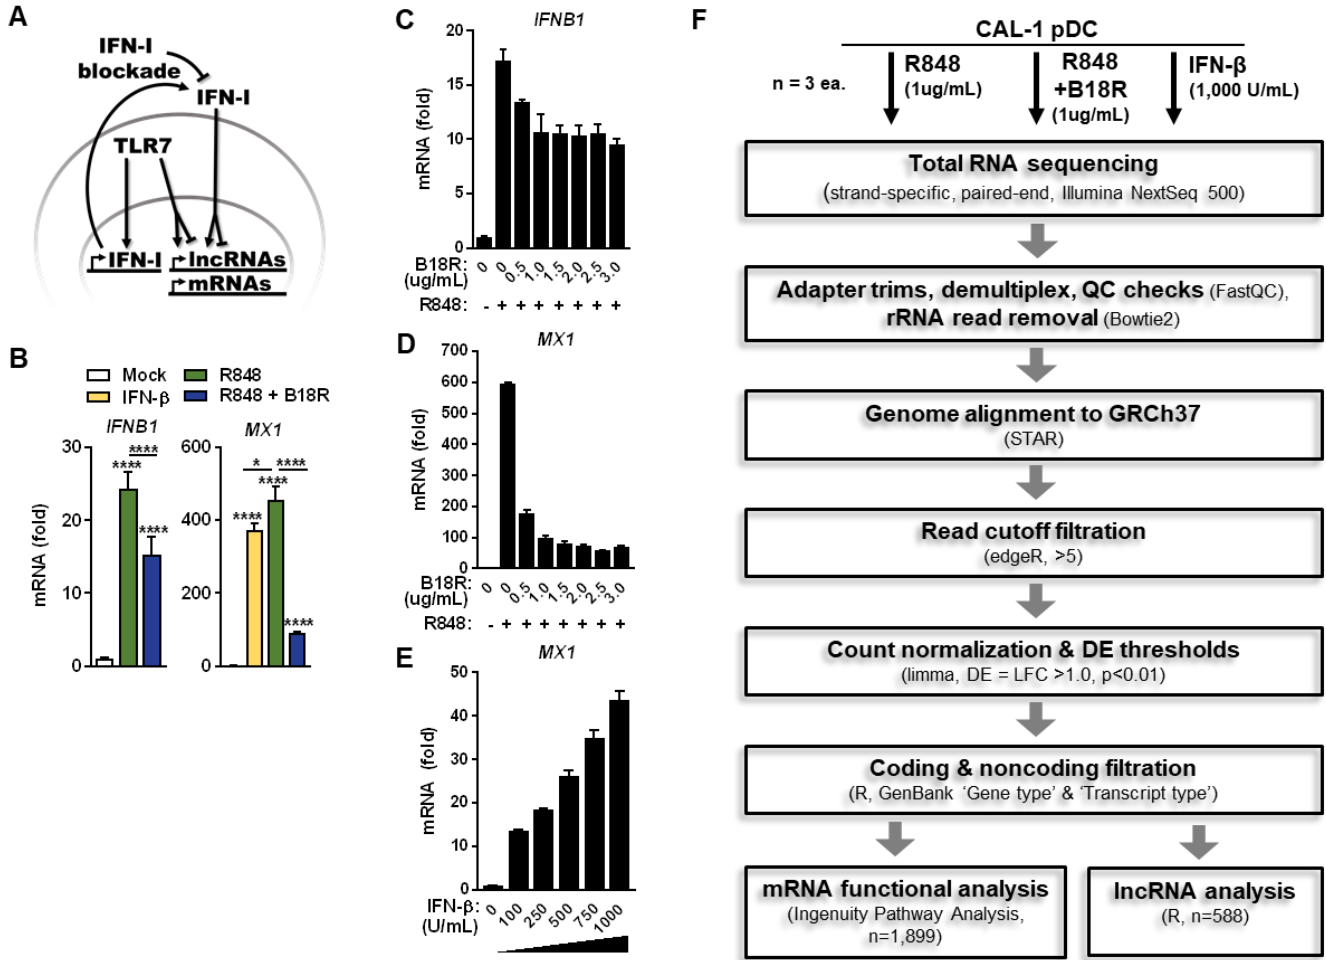 A
IFN-I
blockade
IFN-I
TLR7
IFN-I
lncRNAs
mRNAs
B
Mock
R848
IFN-β
R848 + B18R
IFNB1
MX1
mRNA (fold)
30
20
10
0
****
****
****
600
400
200
0
*
****
****
****
****
C
IFNB1
mRNA (fold)
20
15
10
5
0
B18R:
(ug/mL)
0 0 0.5 1.0 1.5 2.0 2.5 3.0
R848: - + + + + + + +
D
MX1
mRNA (fold)
700
600
500
400
300
200
100
0
B18R:
(ug/mL)
0 0 0.5 1.0 1.5 2.0 2.5 3.0
R848: - + + + + + + +
E
MX1
mRNA (fold)
50
40
30
20
10
0
IFN-β:
(U/mL)
0 100 250 500 750 1000
F
CAL-1 pDC
n = 3 ea.
R848
(1ug/mL)
R848
+B18R
(1ug/mL)
IFN-β
(1,000 U/mL)
Total RNA sequencing
(strand-specific, paired-end, Illumina NextSeq 500)
Adapter trims, demultiplex, QC checks (FastQC),
rRNA read removal (Bowtie2)
Genome alignment to GRCh37
(STAR)
Read cutoff filtration
(edgeR, >5)
Count normalization & DE thresholds
(limma, DE = LFC >1.0, p<0.01)
Coding & noncoding filtration
(R, GenBank ‘Gene type’ & ‘Transcript type’)
mRNA functional analysis
(Ingenuity Pathway Analysis,
n=1,899)
lncRNA analysis
(R, n=588)